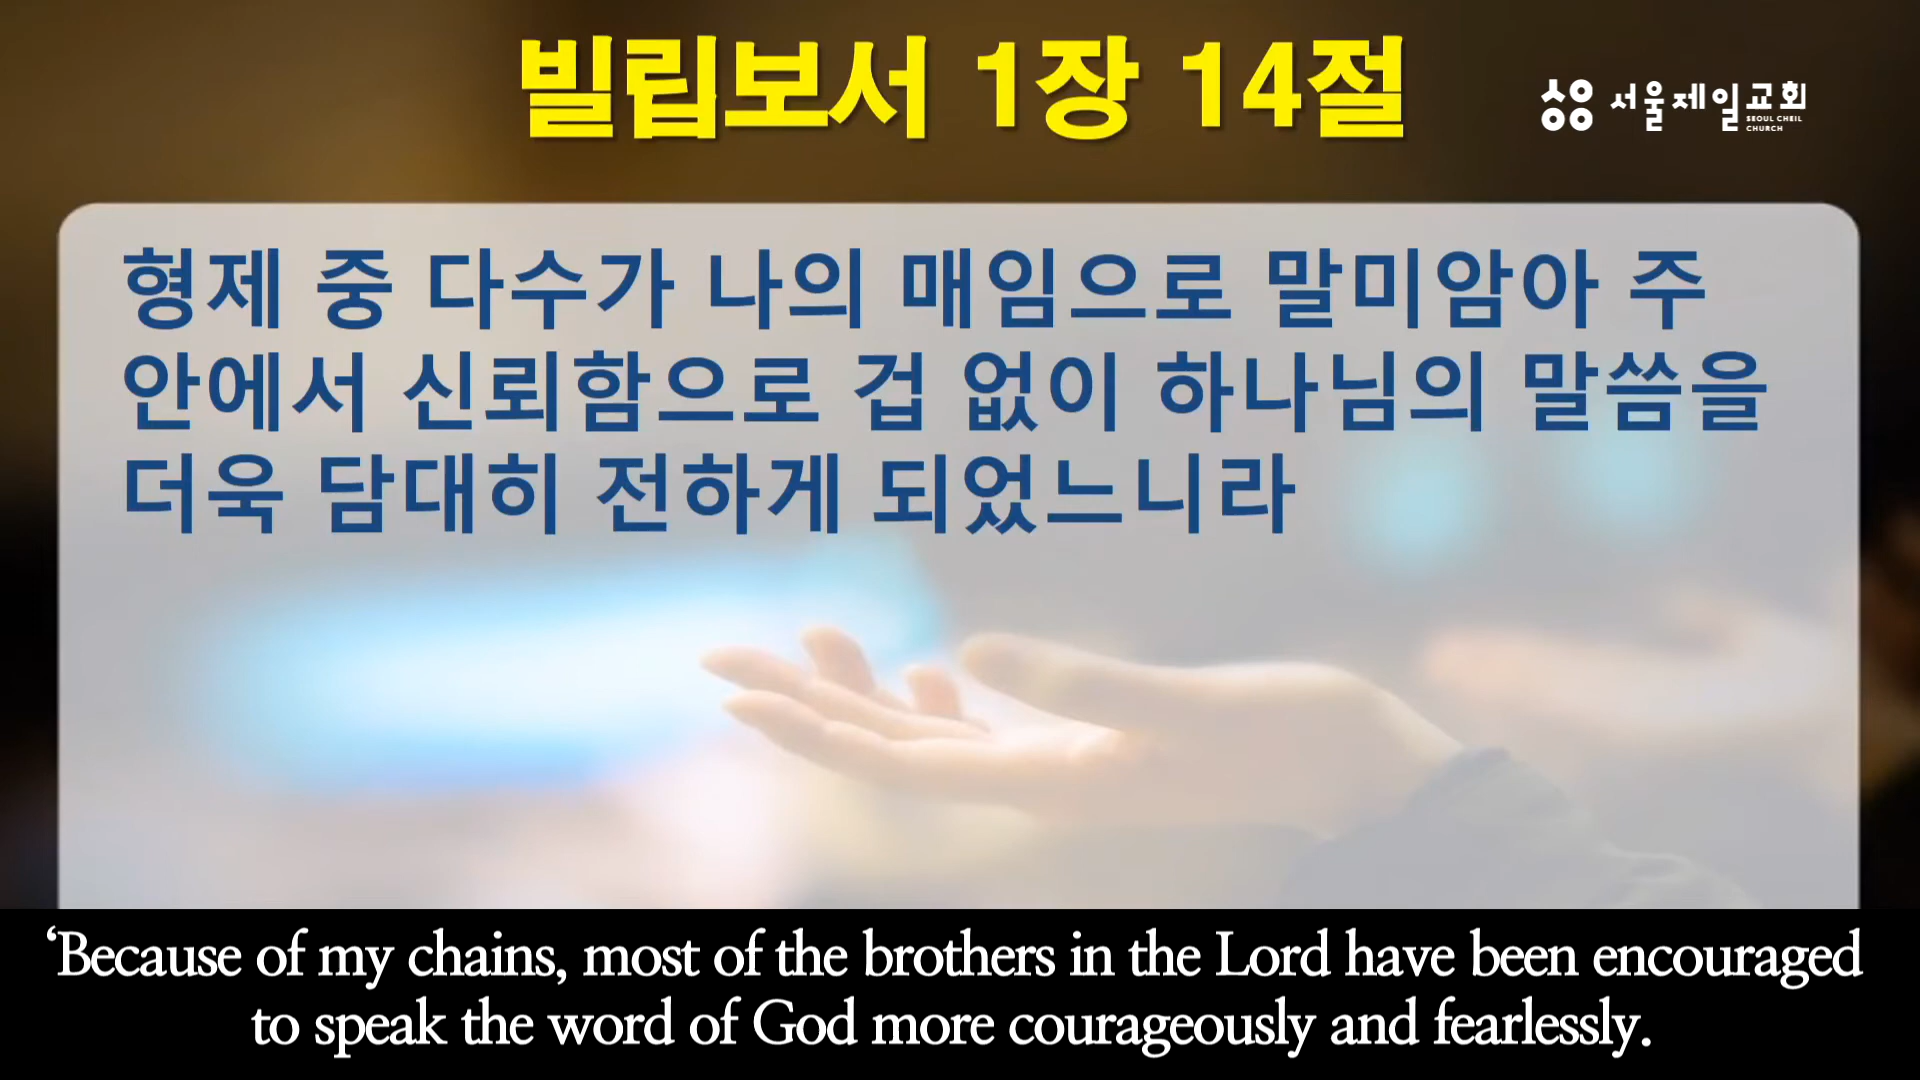 빌립보서 1장 14절
서울제일교회
SEOUL CHEIL
CHURCH
형제 중 다수가 나의 매임으로 말미암아 주
안에서 신뢰함으로 겁 없이 하나님의 말씀을
더욱 담대히 전하게 되었느니라
‘Because of my chains, most of the brothers in the Lord have been encouraged
to speak the word of God more courageously and fearlessly.